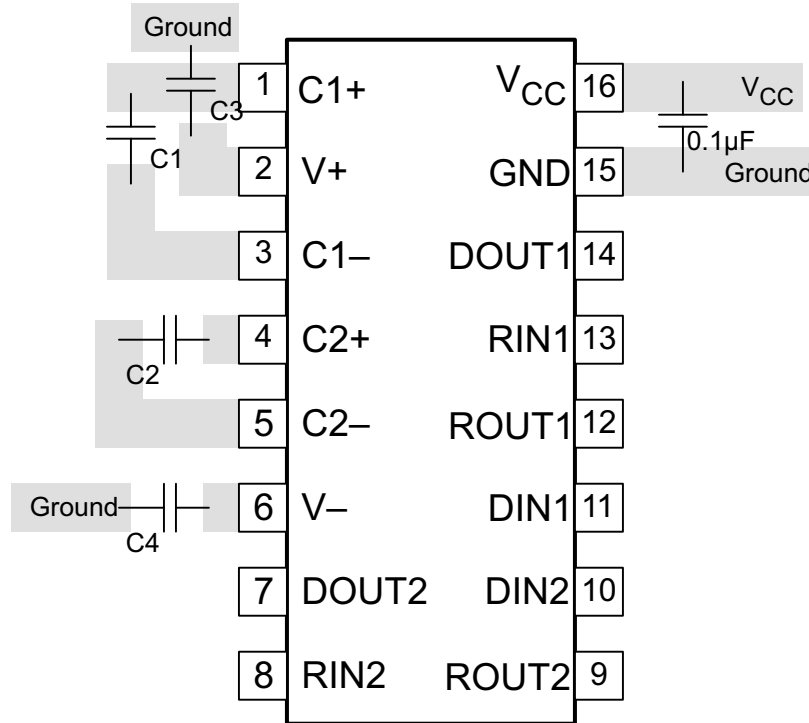 Ground
1 C1+ VCC 16 VCC
C3
C1
0.1µF
2 V+ GND 15 Ground
3 C1– DOUT1 14
4 C2+ RIN1 13
C2
5 C2– ROUT1 12
Ground 6 V– DIN1 11
C4
7 DOUT2 DIN2 10
8 RIN2 ROUT2 9